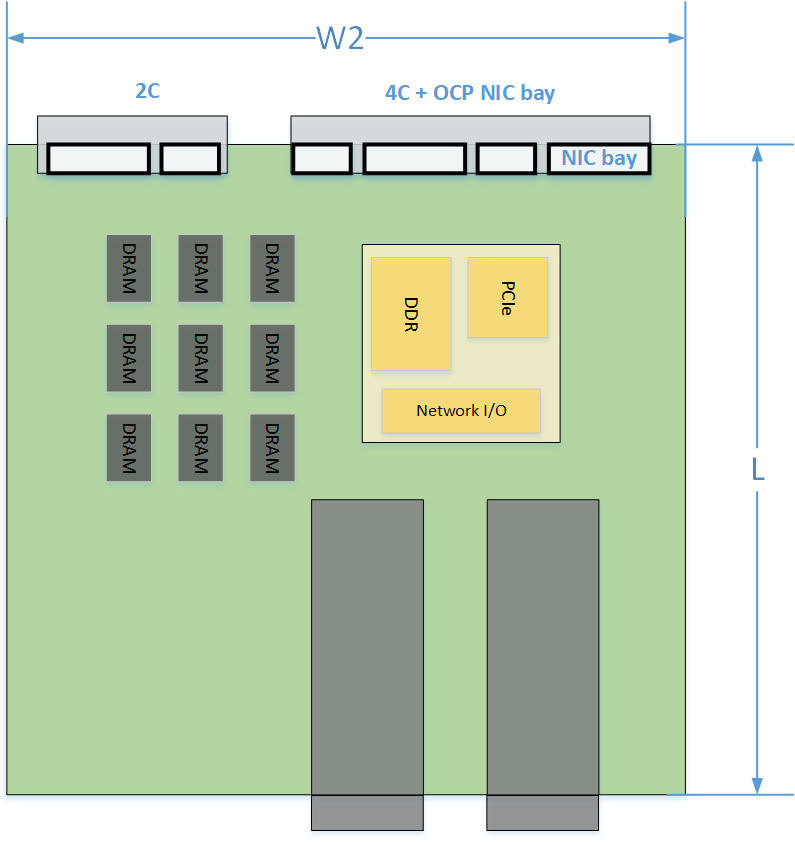 W2
2C
4C + OCP NIC bay
NIC bay
DRAM
DRAM
DRAM
DDR
PCIe
DRAM
DRAM
DRAM
Network I/O
DRAM
DRAM
DRAM
L